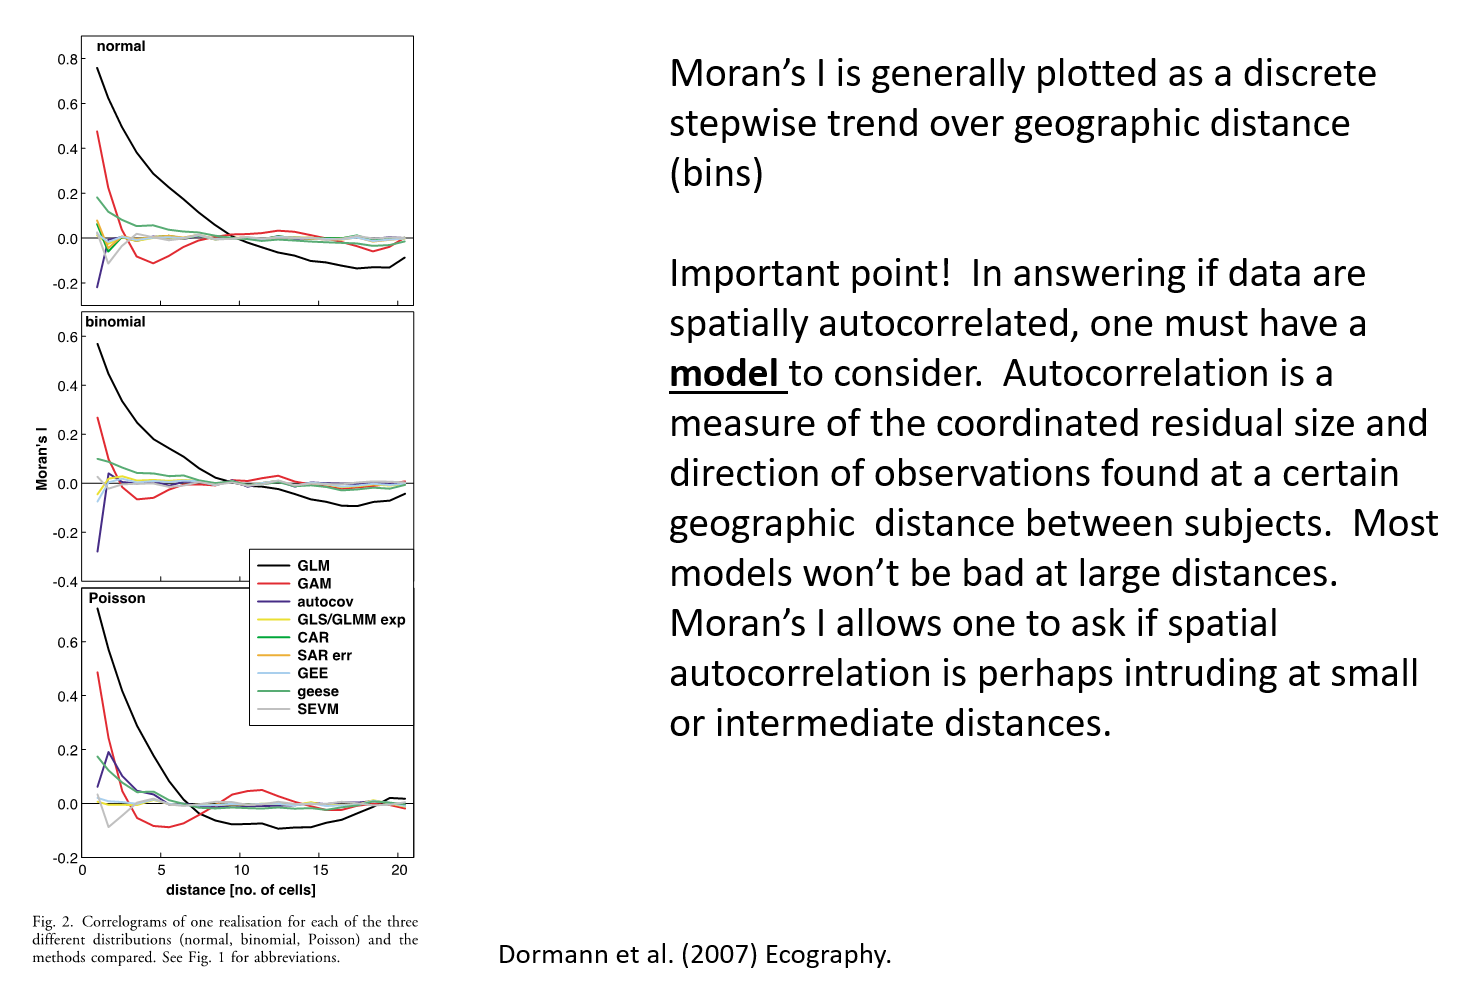 normal
0.8
0.6
0.4
0.2
0.0
-0.2
binomial
0.6
0.4
0.2
0.0
-0.2
-0.4
Moran's I
GLM
GAM
autocov
GLS/GLMM exp
CAR
SAR err
GEE
geese
SEVM
Poisson
0.6
0.4
0.2
0.0
-0.2
0 5 10 15 20
distance [no. of cells]
Fig. 2. Correlograms of one realisation for each of the three
different distributions (normal, binomial, Poisson) and the
methods compared. See Fig. 1 for abbreviations.
Moran’s I is generally plotted as a discrete
stepwise trend over geographic distance
(bins)
Important point!  In answering if data are
spatially autocorrelated, one must have a
model to consider.  Autocorrelation is a
measure of the coordinated residual size and
direction of observations found at a certain
geographic  distance between subjects.  Most
models won’t be bad at large distances.
Moran’s I allows one to ask if spatial
autocorrelation is perhaps intruding at small
or intermediate distances.
Dormann et al. (2007) Ecography.